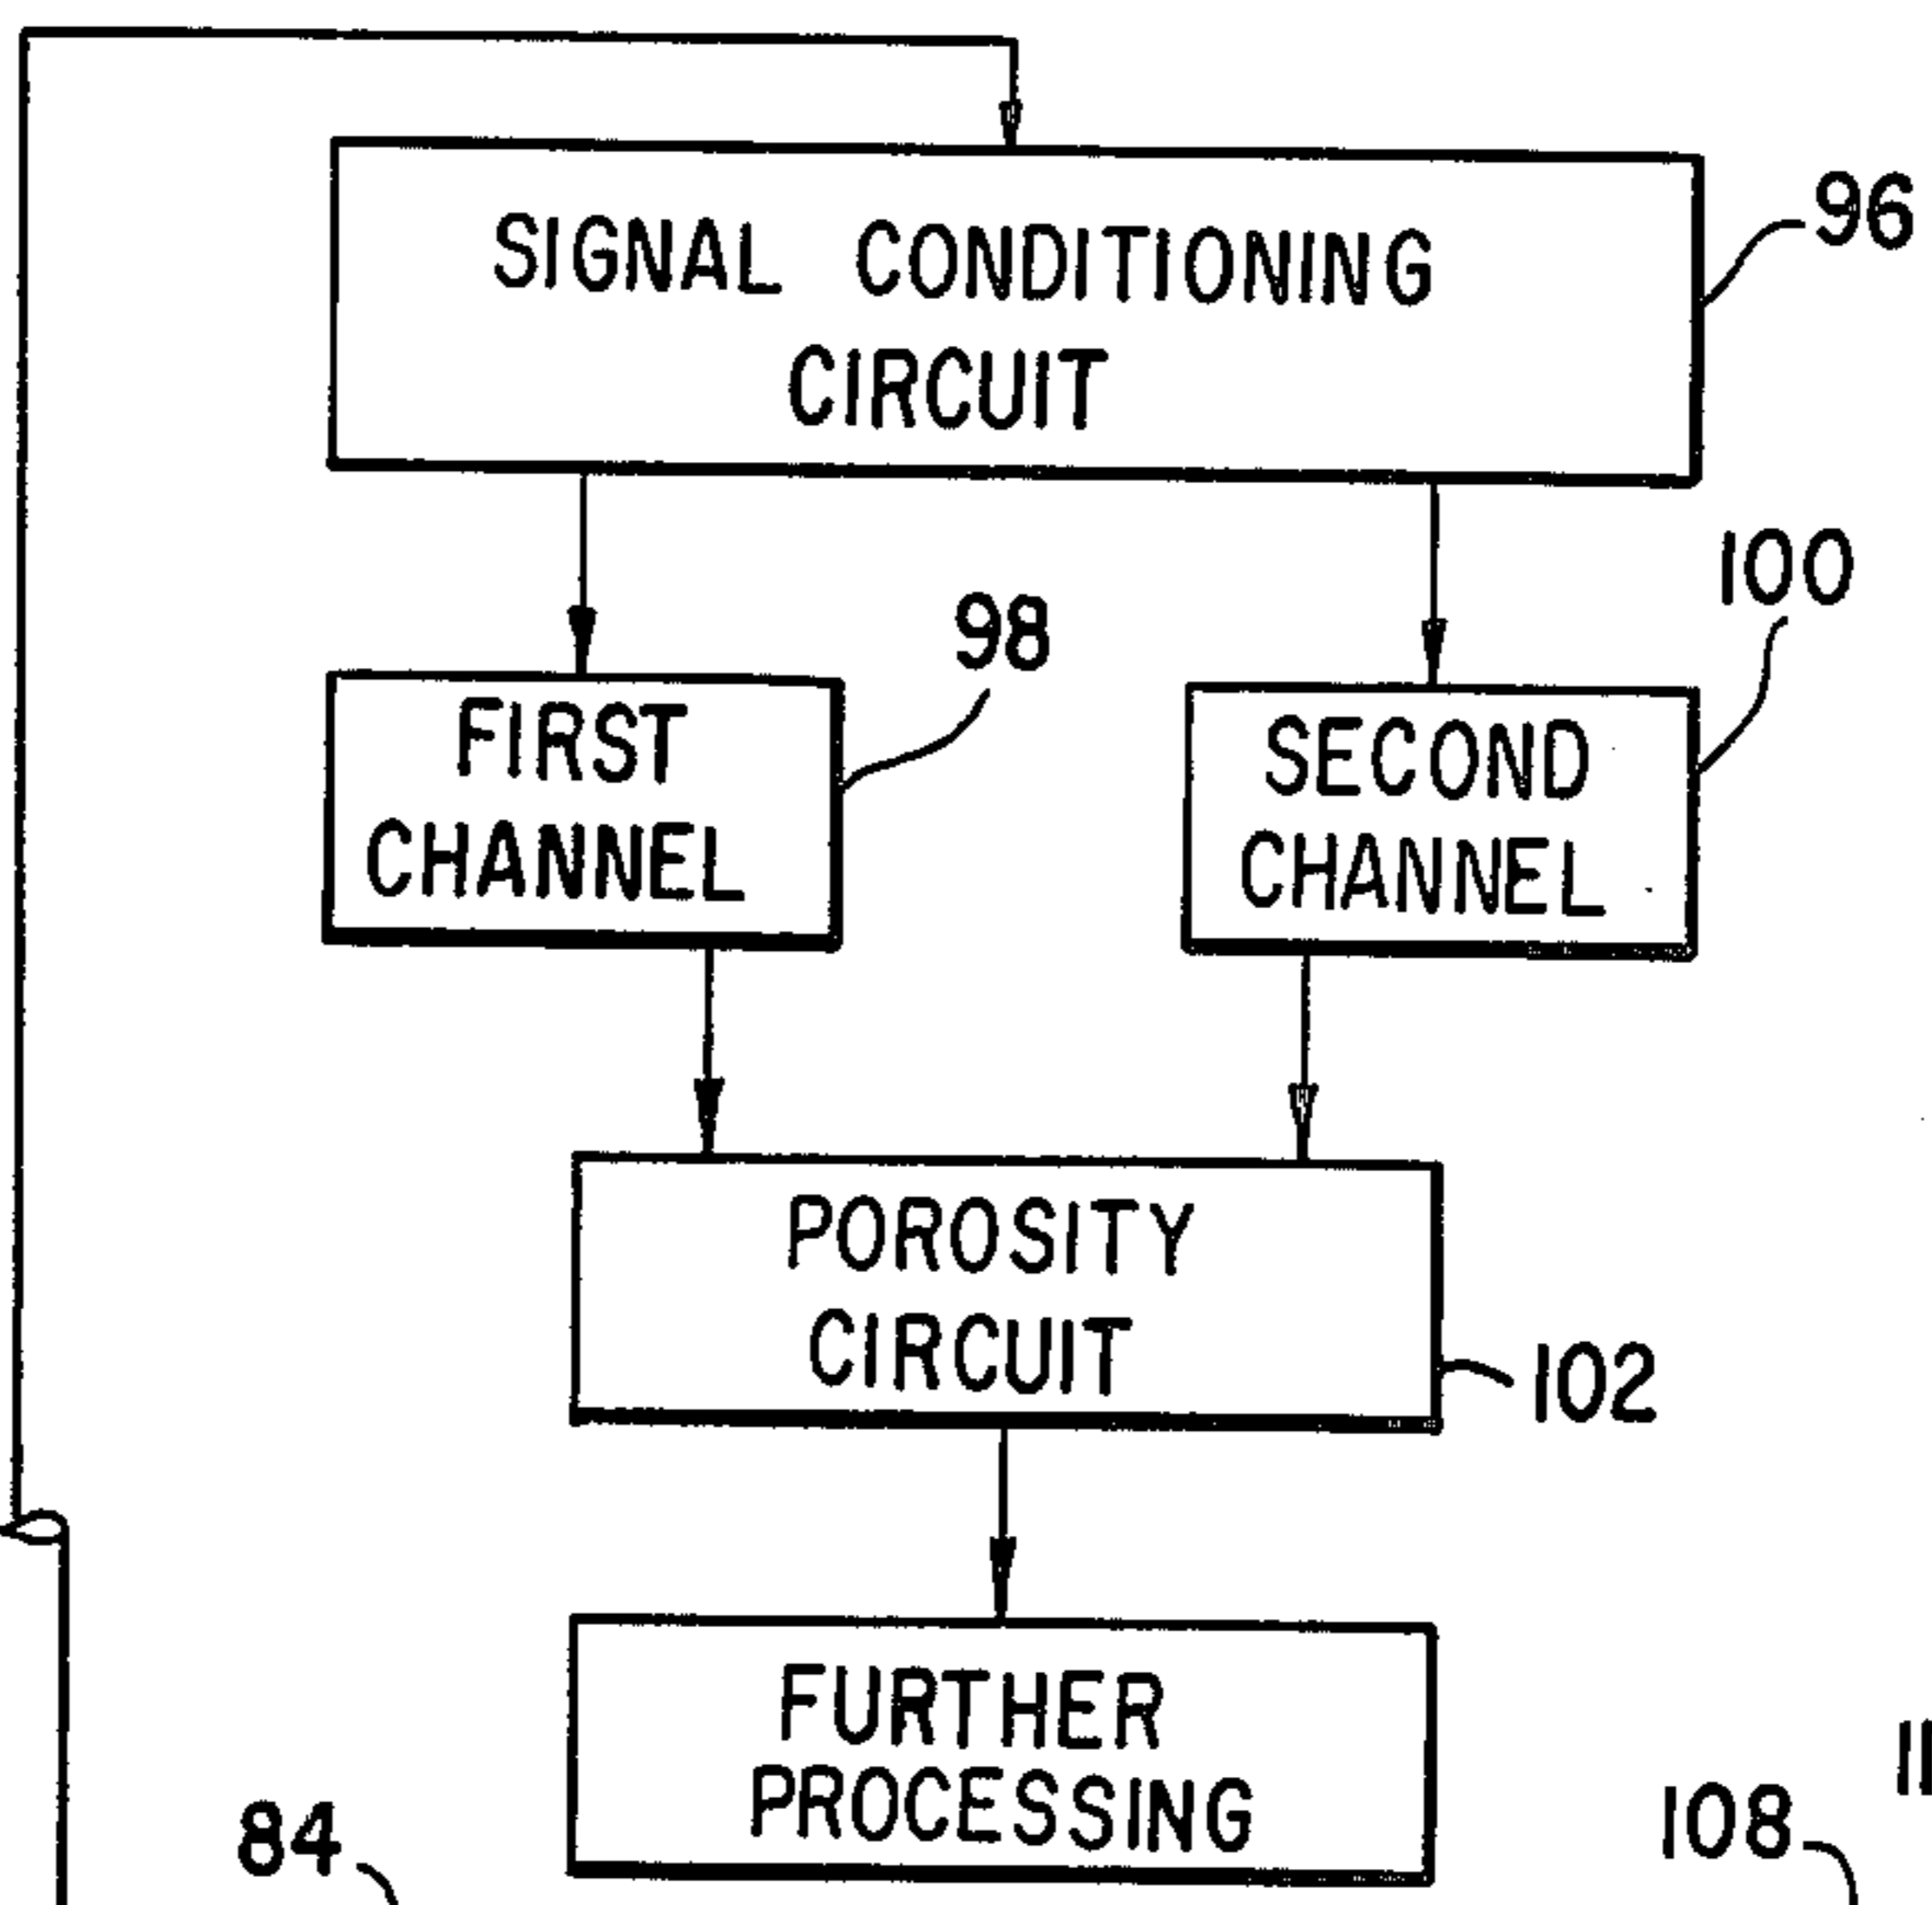 SIGNAL CONDITIONING
CIRCUIT
96
100
98
FIRST
CHANNEL
SECOND
CHANNEL
POROSITY
CIRCUIT
102
FURTHER
PROCESSING
84
108